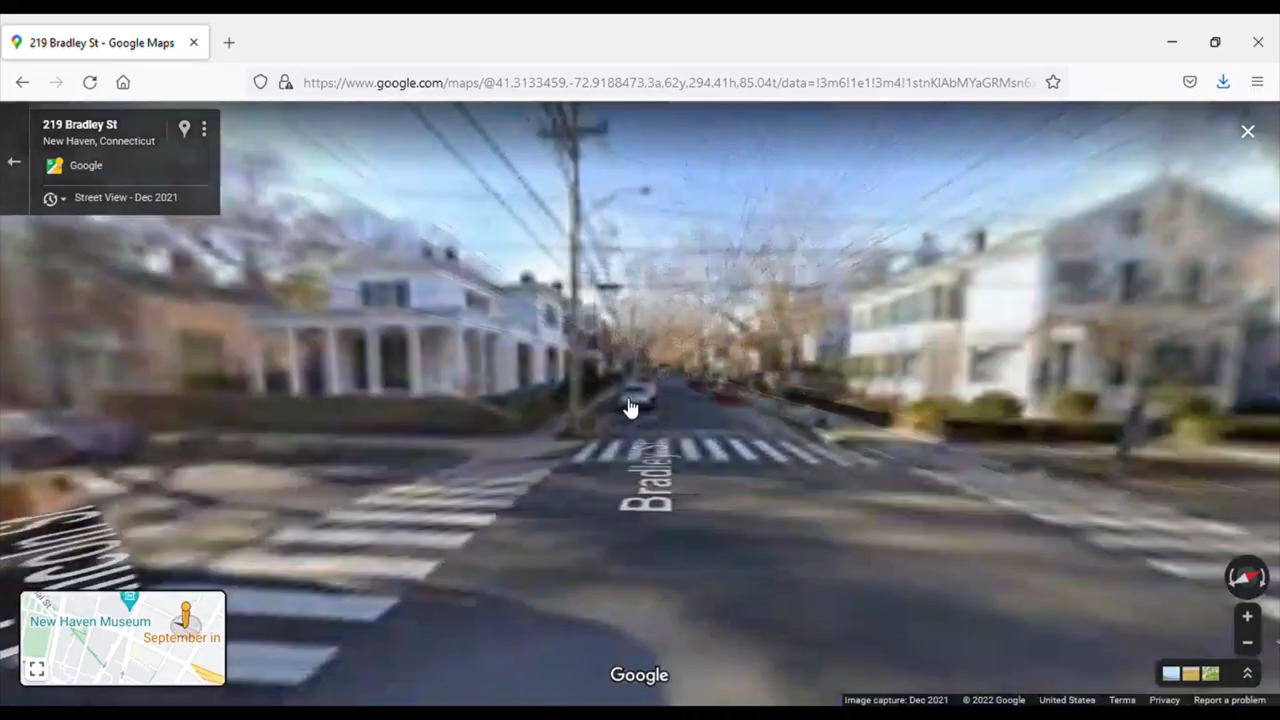 219 Bradley St - Google Maps
https://www.google.com/maps/@41.3133459,-72.9188473,3a,62y,294.41h,85.04t/data=!3m6!1e1!3m4!1stnKlAbMYaGRMsn6
219 Bradley St
New Haven, Connecticut
Google
Street View - Dec 2021
Bradley St
New Haven Museum
September in
Google
Image capture: Dec 2021 © 2022 Google United States Terms Privacy Report a problem